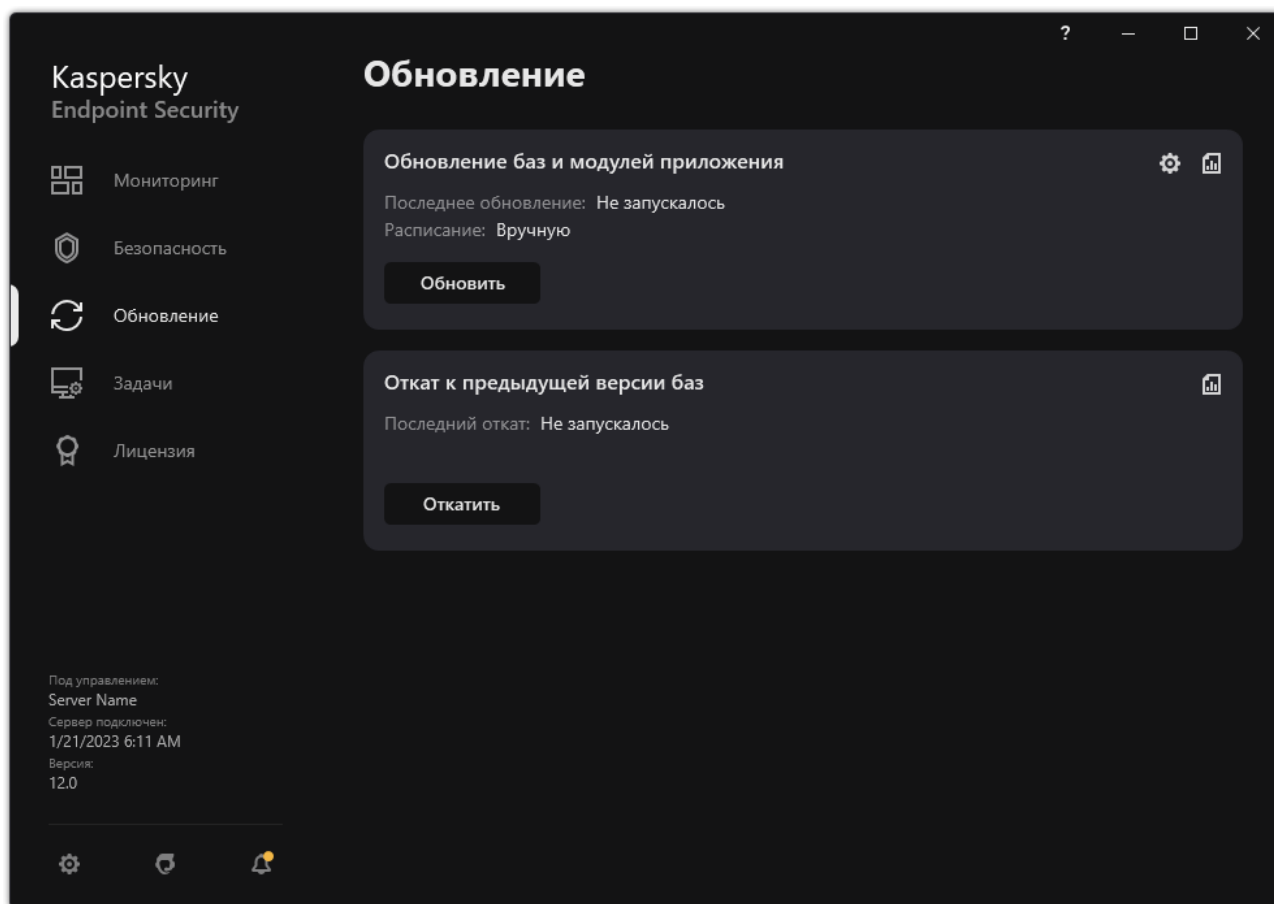 ?
Kaspersky
Endpoint Security
Мониторинг
Безопасность
Обновление
Задачи
Лицензия
Под управлением:
Server Name
Сервер подключен:
1/21/2023 6:11 AM
Версия:
12.0
Обновление
Обновление баз и модулей приложения
Последнее обновление: Не запускалось
Расписание: Вручную
Обновить
Откат к предыдущей версии баз
Последний откат: Не запускалось
Откатить